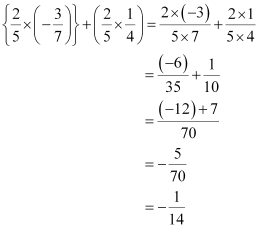 {2/5 × (−3/7)} + (2/5 × 1/4) = (2×(−3))/(5×7) + (2×1)/(5×4)
= (−6)/35 + 1/10
= ((−12)+7)/70
= −5/70
= −1/14